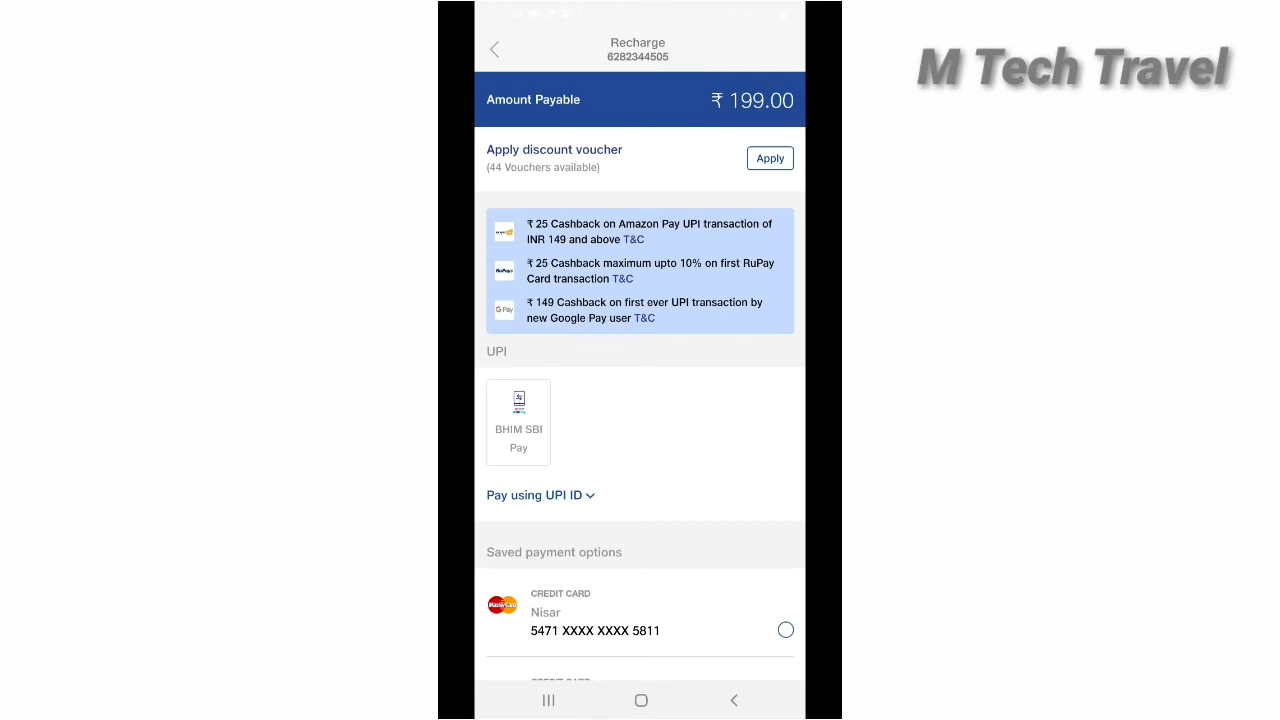 M Tech Travel
Recharge
6282344505
Amount Payable
₹ 199.00
Apply discount voucher
(44 Vouchers available)
Apply
₹ 25 Cashback on Amazon Pay UPI transaction of
INR 149 and above T&C
RuPay
₹ 25 Cashback maximum upto 10% on first RuPay
Card transaction T&C
G Pay
₹ 149 Cashback on first ever UPI transaction by
new Google Pay user T&C
UPI
BHIM SBI
Pay
Pay using UPI ID
Saved payment options
MasterCard
CREDIT CARD
Nisar
5471 XXXX XXXX 5811